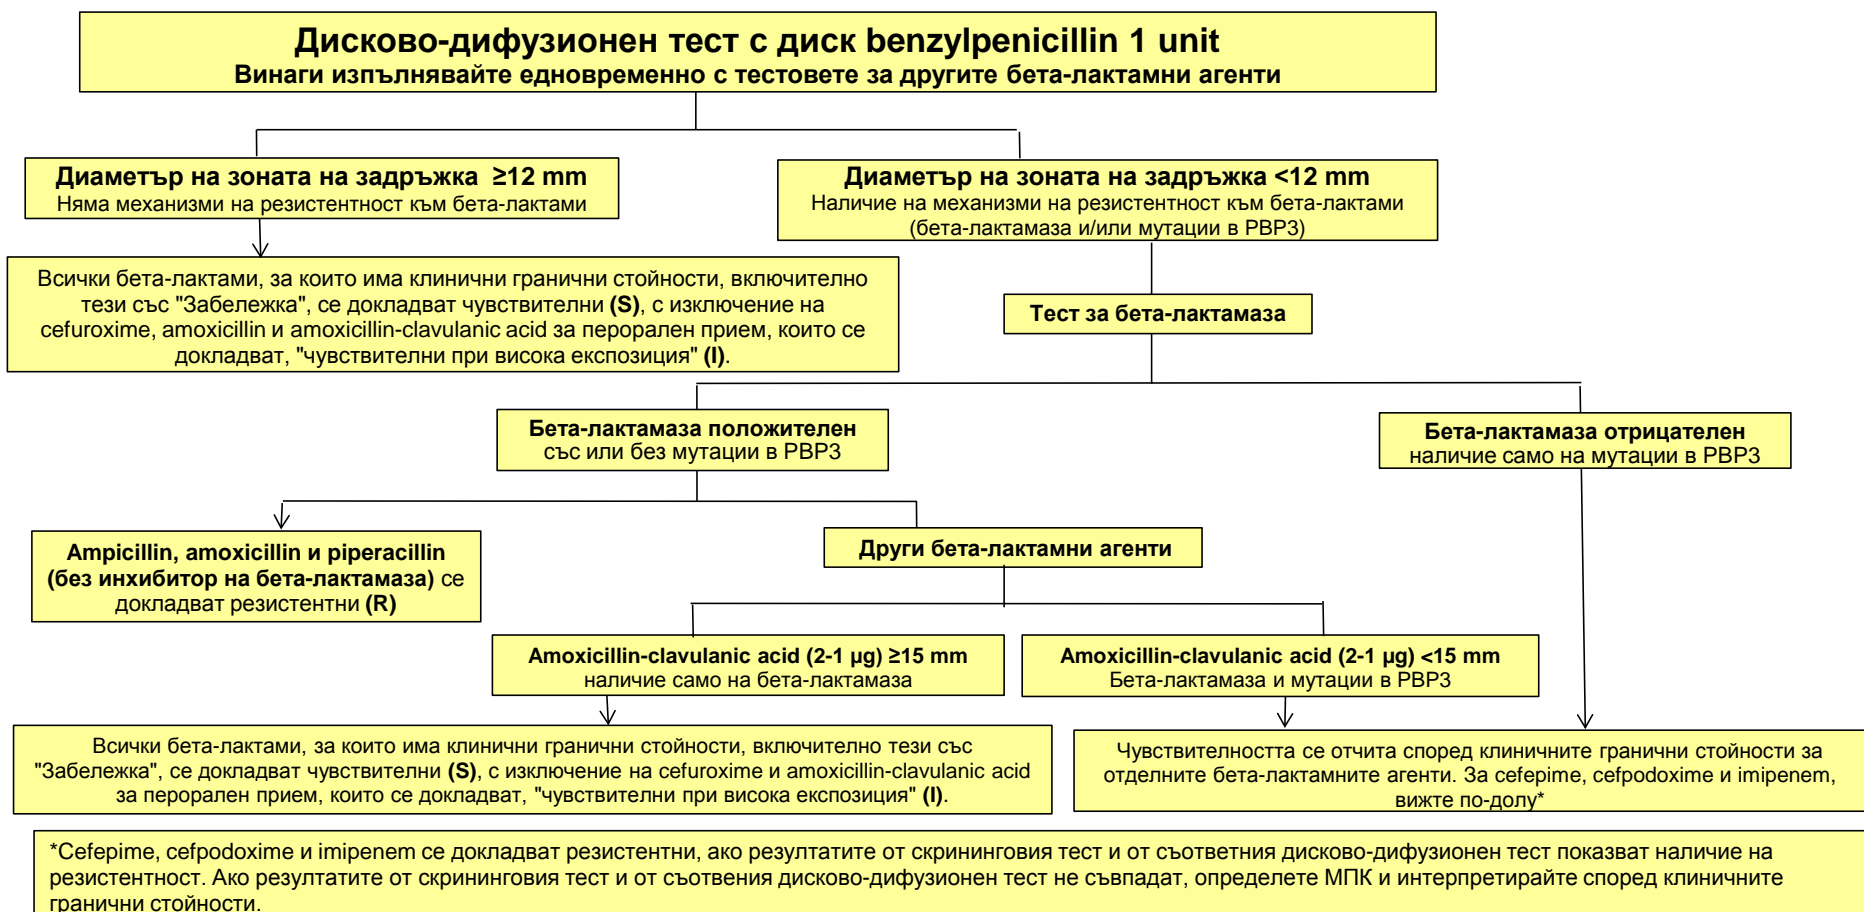 Дисково-дифузионен тест с диск benzylpenicillin 1 unit
Винаги изпълнявайте едновременно с тестовете за другите бета-лактамни агенти
Диаметър на зоната на задръжка ≥12 mm
Няма механизми на резистентност към бета-лактами
Диаметър на зоната на задръжка <12 mm
Наличие на механизми на резистентност към бета-лактами
(бета-лактамаза и/или мутации в PBP3)
Всички бета-лактами, за които има клинични гранични стойности, включително
тези със "Забележка", се докладват чувствителни (S), с изключение на
cefuroxime, amoxicillin и amoxicillin-clavulanic acid за перорален прием, които се
докладват, "чувствителни при висока експозиция" (I).
Тест за бета-лактамаза
Бета-лактамаза положителен
със или без мутации в PBP3
Бета-лактамаза отрицателен
наличие само на мутации в PBP3
Ampicillin, amoxicillin и piperacillin
(без инхибитор на бета-лактамаза) се
докладват резистентни (R)
Други бета-лактамни агенти
Amoxicillin-clavulanic acid (2-1 µg) ≥15 mm
наличие само на бета-лактамаза
Amoxicillin-clavulanic acid (2-1 µg) <15 mm
Бета-лактамаза и мутации в PBP3
Всички бета-лактами, за които има клинични гранични стойности, включително тези със
"Забележка", се докладват чувствителни (S), с изключение на cefuroxime и amoxicillin-clavulanic acid
за перорален прием, които се докладват, "чувствителни при висока експозиция" (I).
Чувствителността се отчита според клиничните гранични стойности за
отделните бета-лактамните агенти. За cefepime, cefpodoxime и imipenem,
вижте по-долу*
*Cefepime, cefpodoxime и imipenem се докладват резистентни, ако резултатите от скрининговия тест и от съответния дисково-дифузионен тест показват наличие на
резистентност. Ако резултатите от скрининговия тест и от съотвения дисково-дифузионен тест не съвпадат, определете МПК и интерпретирайте според клиничните
гранични стойности.